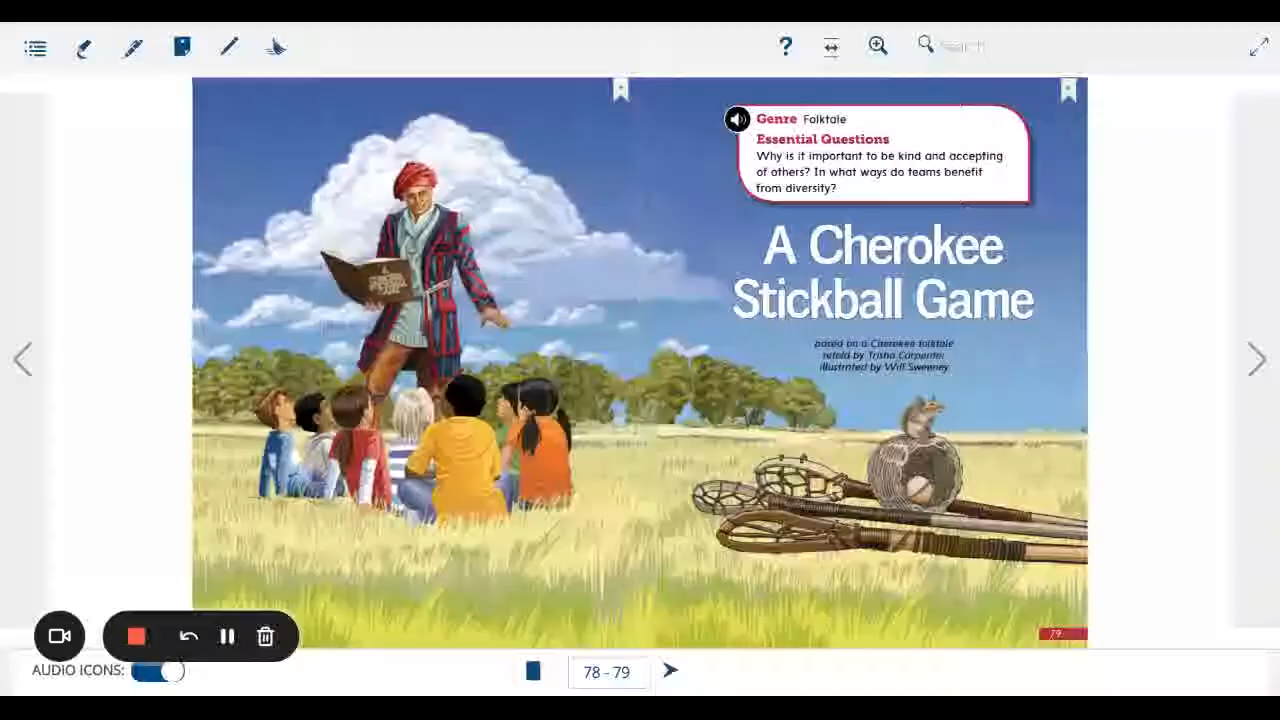 Search
Genre Folktale
Essential Questions
Why is it important to be kind and accepting
of others? In what ways do teams benefit
from diversity?
A Cherokee
Stickball Game
based on a Cherokee folktale
retold by Trisha Carpenter
illustrated by Will Sweeney
79
AUDIO ICONS:
78 - 79